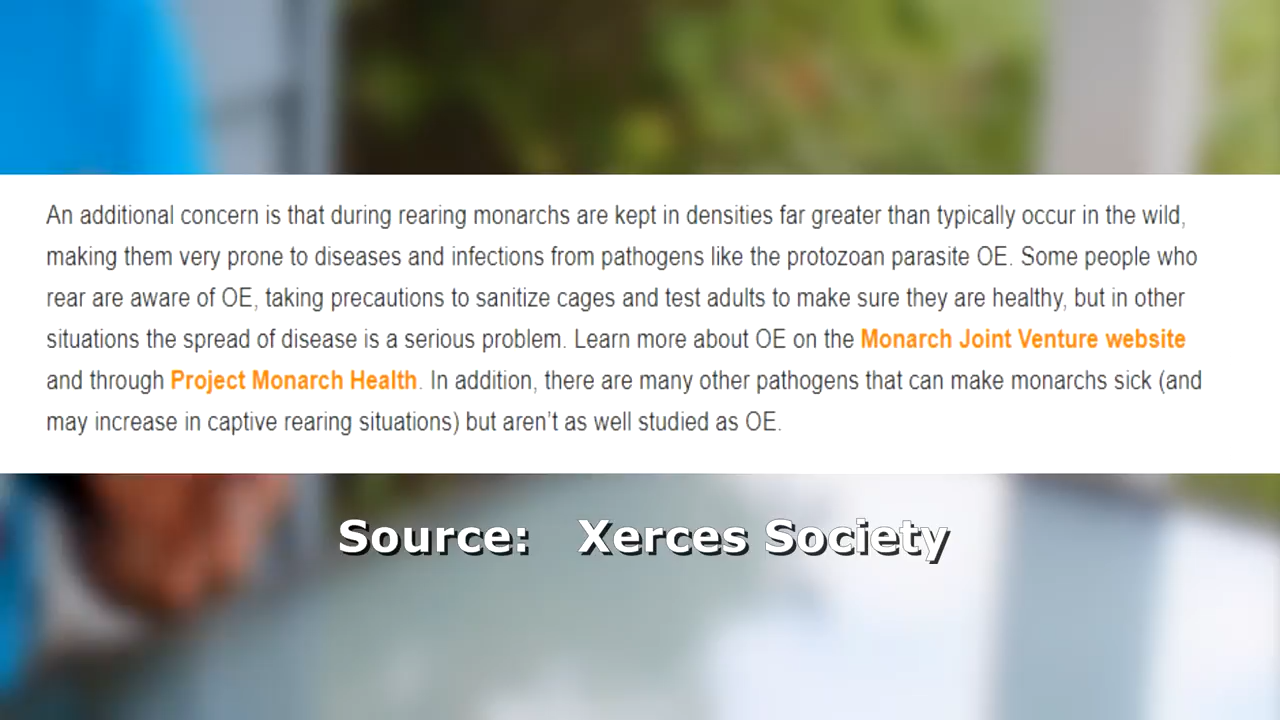 An additional concern is that during rearing monarchs are kept in densities far greater than typically occur in the wild,
making them very prone to diseases and infections from pathogens like the protozoan parasite OE. Some people who
rear are aware of OE, taking precautions to sanitize cages and test adults to make sure they are healthy, but in other
situations the spread of disease is a serious problem. Learn more about OE on the Monarch Joint Venture website
and through Project Monarch Health. In addition, there are many other pathogens that can make monarchs sick (and
may increase in captive rearing situations) but aren't as well studied as OE.
Source: Xerces Society